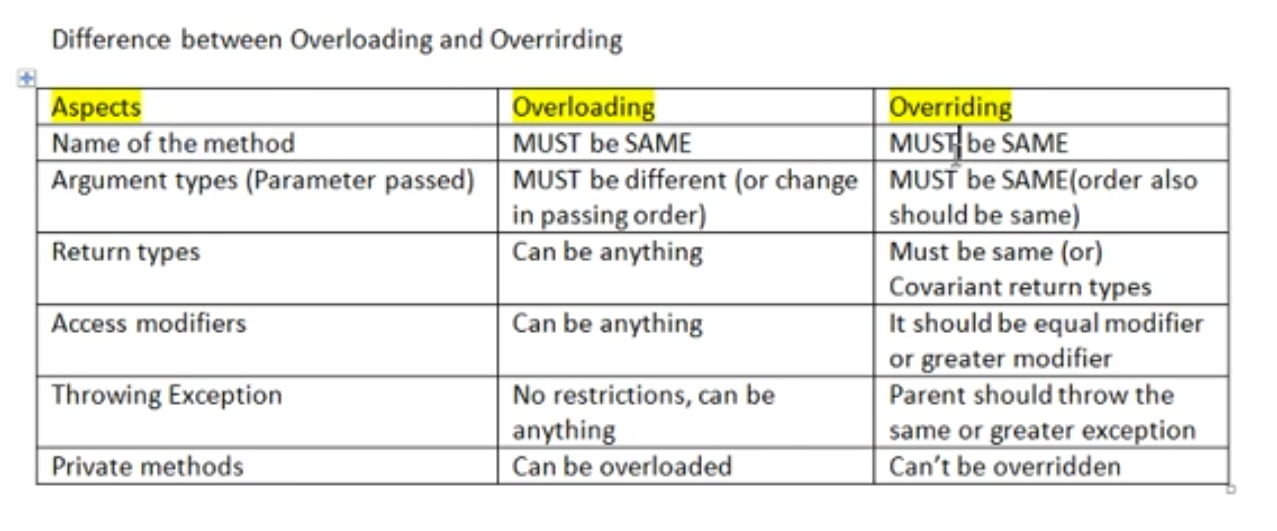 Difference between Overloading and Overrirding
Aspects
Overloading
Overriding
Name of the method
MUST be SAME
MUST be SAME
Argument types (Parameter passed)
MUST be different (or change
in passing order)
MUST be SAME(order also
should be same)
Return types
Can be anything
Must be same (or)
Covariant return types
Access modifiers
Can be anything
It should be equal modifier
or greater modifier
Throwing Exception
No restrictions, can be
anything
Parent should throw the
same or greater exception
Private methods
Can be overloaded
Can't be overridden